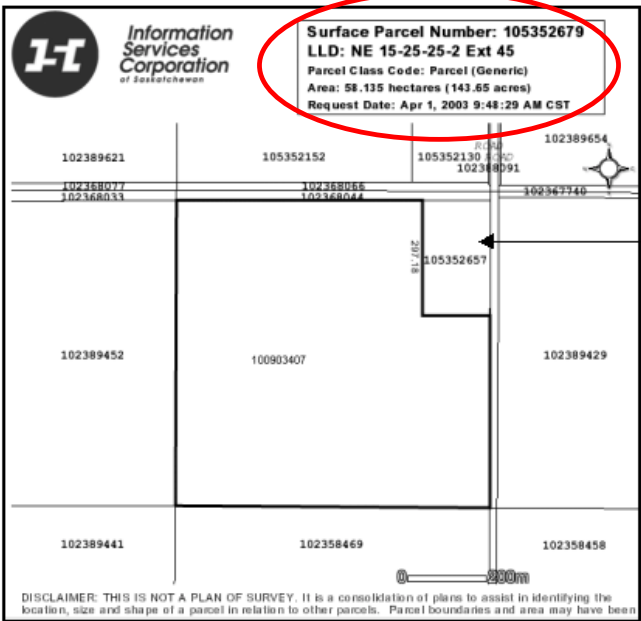 Information
Services
Corporation
of Saskatchewan
Surface Parcel Number: 105352679
LLD: NE 15-25-25-2 Ext 45
Parcel Class Code: Parcel (Generic)
Area: 58.135 hectares (143.65 acres)
Request Date: Apr 1, 2003 9:48:29 AM CST
102389654
ROAD
102389621
105352152
105352130 ROAD
102388091
102368077
102368066
102367740
102368033
102368044
297.18
105352657
102389452
100903407
102389429
102389441
102358469
102358458
0 200m
DISCLAIMER: THIS IS NOT A PLAN OF SURVEY. It is a consolidation of plans to assist in identifying the
location, size and shape of a parcel in relation to other parcels. Parcel boundaries and area may have been